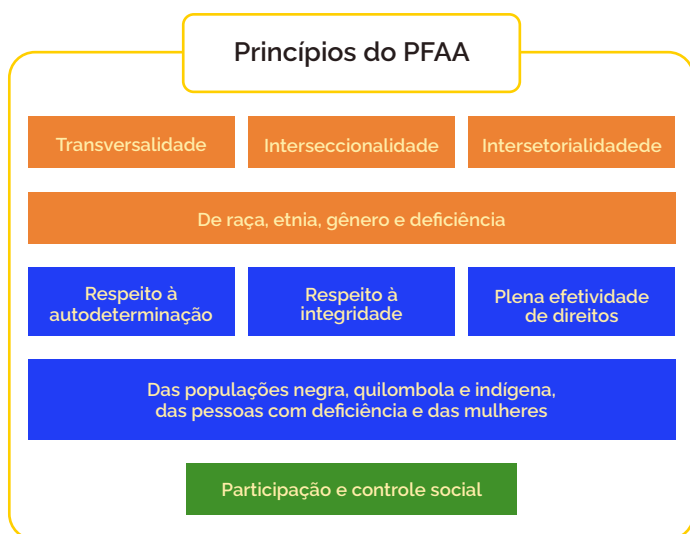 Princípios do PFAA
Transversalidade
Interseccionalidade
Intersetorialidadede
De raça, etnia, gênero e deficiência
Respeito à
autodeterminação
Respeito à
integridade
Plena efetividade
de direitos
Das populações negra, quilombola e indígena,
das pessoas com deficiência e das mulheres
Participação e controle social